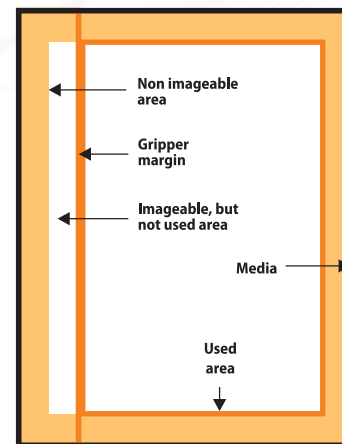 Non imageable
area
Gripper
margin
Imageable, but
not used area
Media
Used
area